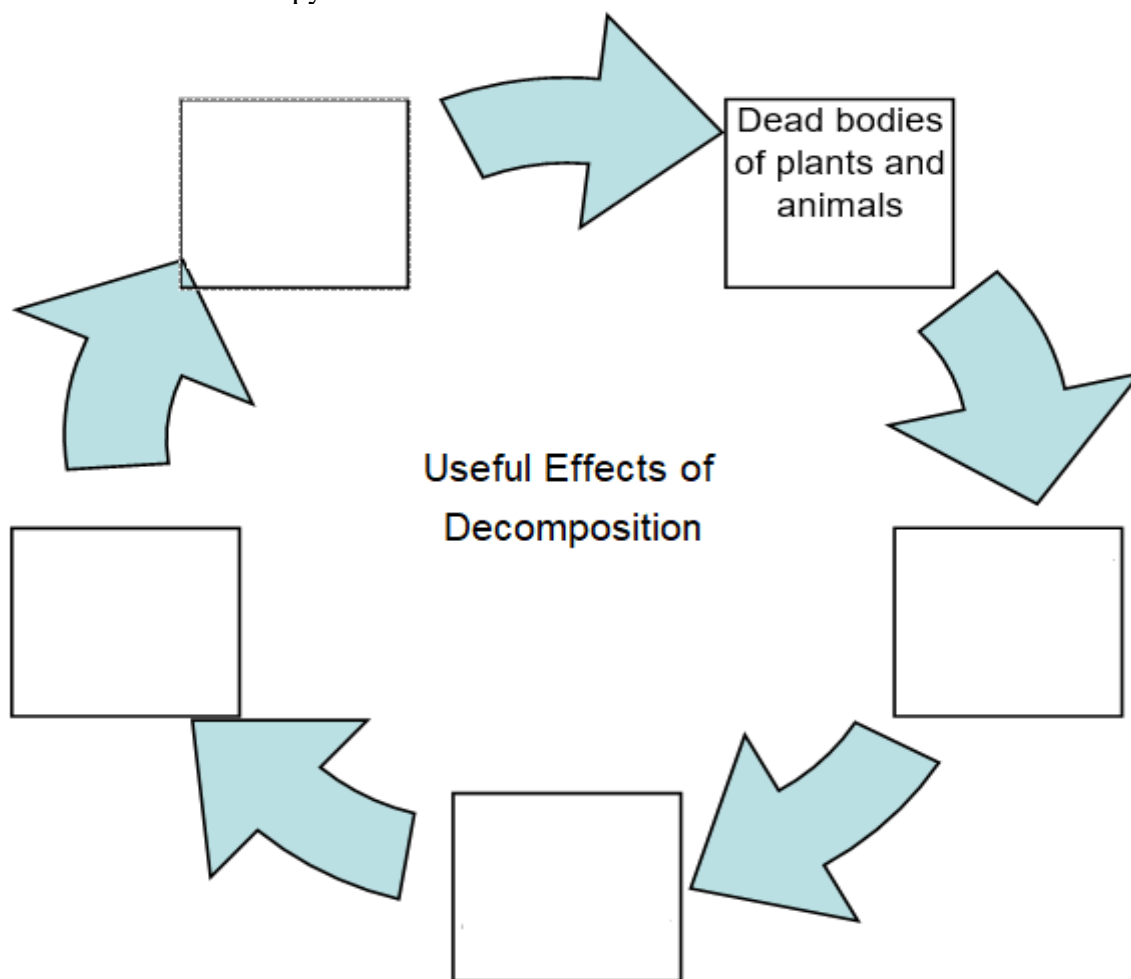 Dead bodies
of plants and
animals
Useful Effects of
Decomposition